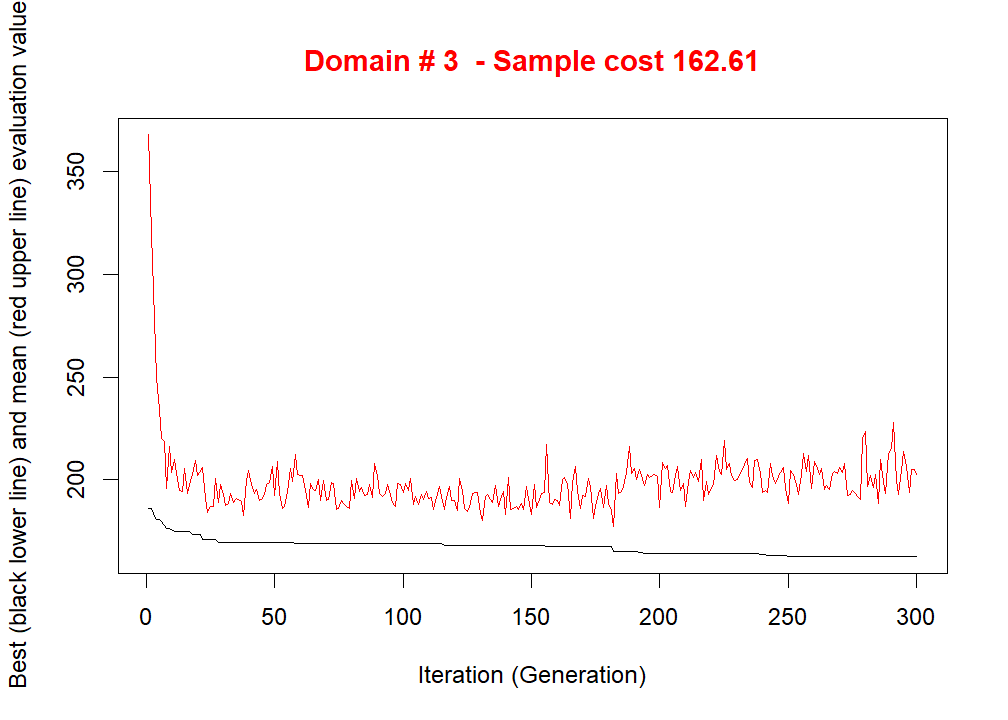 Domain # 3  - Sample cost 162.61
Best (black lower line) and mean (red upper line) evaluation value
350
300
250
200
0 50 100 150 200 250 300
Iteration (Generation)